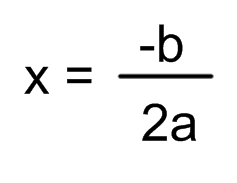 x = -b
2a